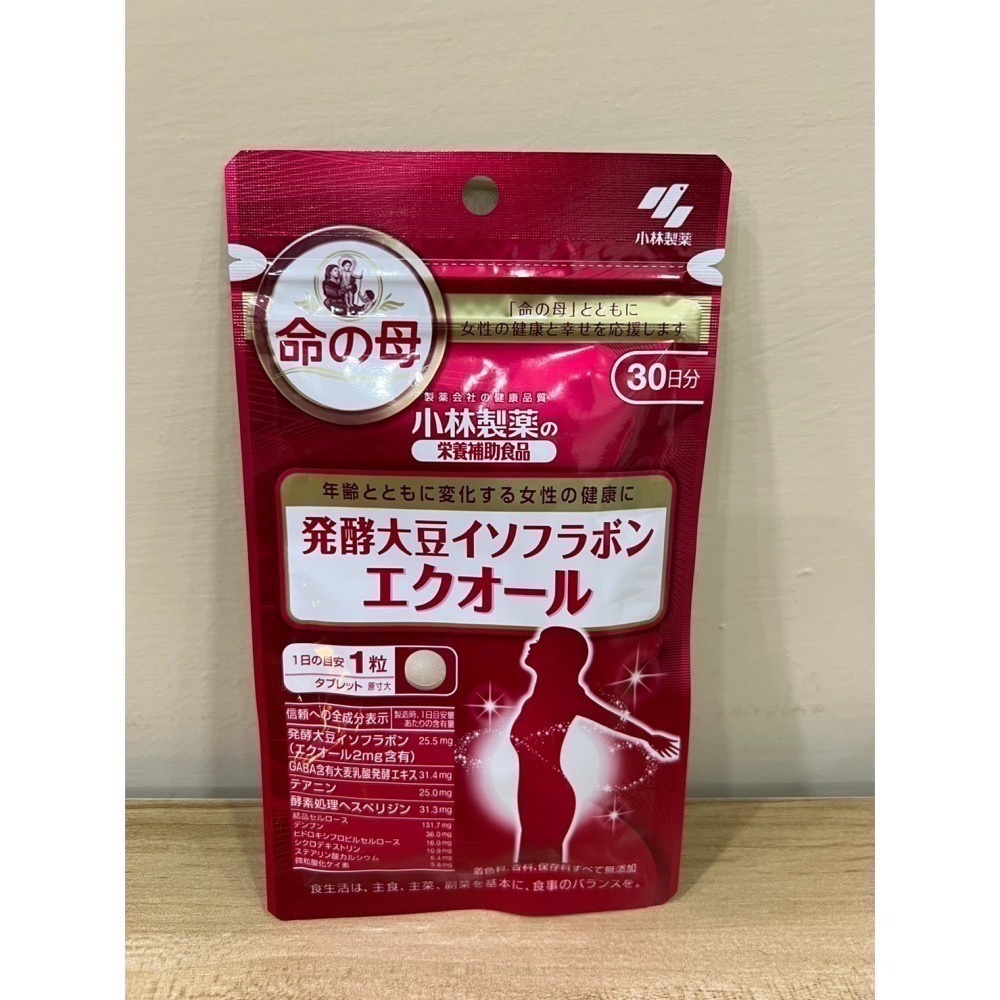 小林製薬
命の母
「命の母」とともに
女性の健康と幸せを応援します
30日分
製薬会社の健康品質
小林製薬の
栄養補助食品
年齢とともに変化する女性の健康に
発酵大豆イソフラボン
エクオール
1日の目安 1粒
タブレット 原寸大
信頼への全成分表示 製造時、1日目安量
あたりの含有量
発酵大豆イソフラボン 25.5mg
(エクオール2mg含有)
GABA含有大麦乳酸発酵エキス 31.4mg
テアニン 25.0mg
酵素処理ヘスペリジン 31.3mg
結晶セルロース 131.7mg
デンプン 36.0mg
ヒドロキシプロピルセルロース 16.0mg
シクロデキストリン 10.9mg
ステアリン酸カルシウム 6.4mg
微粒酸化ケイ素 5.8mg
着色料・香料・保存料すべて無添加
食生活は、主食、主菜、副菜を基本に、食事のバランスを。